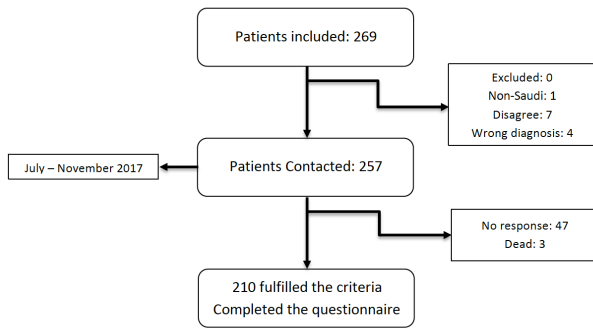 Patients included: 269
Excluded: 0
Non-Saudi: 1
Disagree: 7
Wrong diagnosis: 4
July – November 2017
Patients Contacted: 257
No response: 47
Dead: 3
210 fulfilled the criteria
Completed the questionnaire